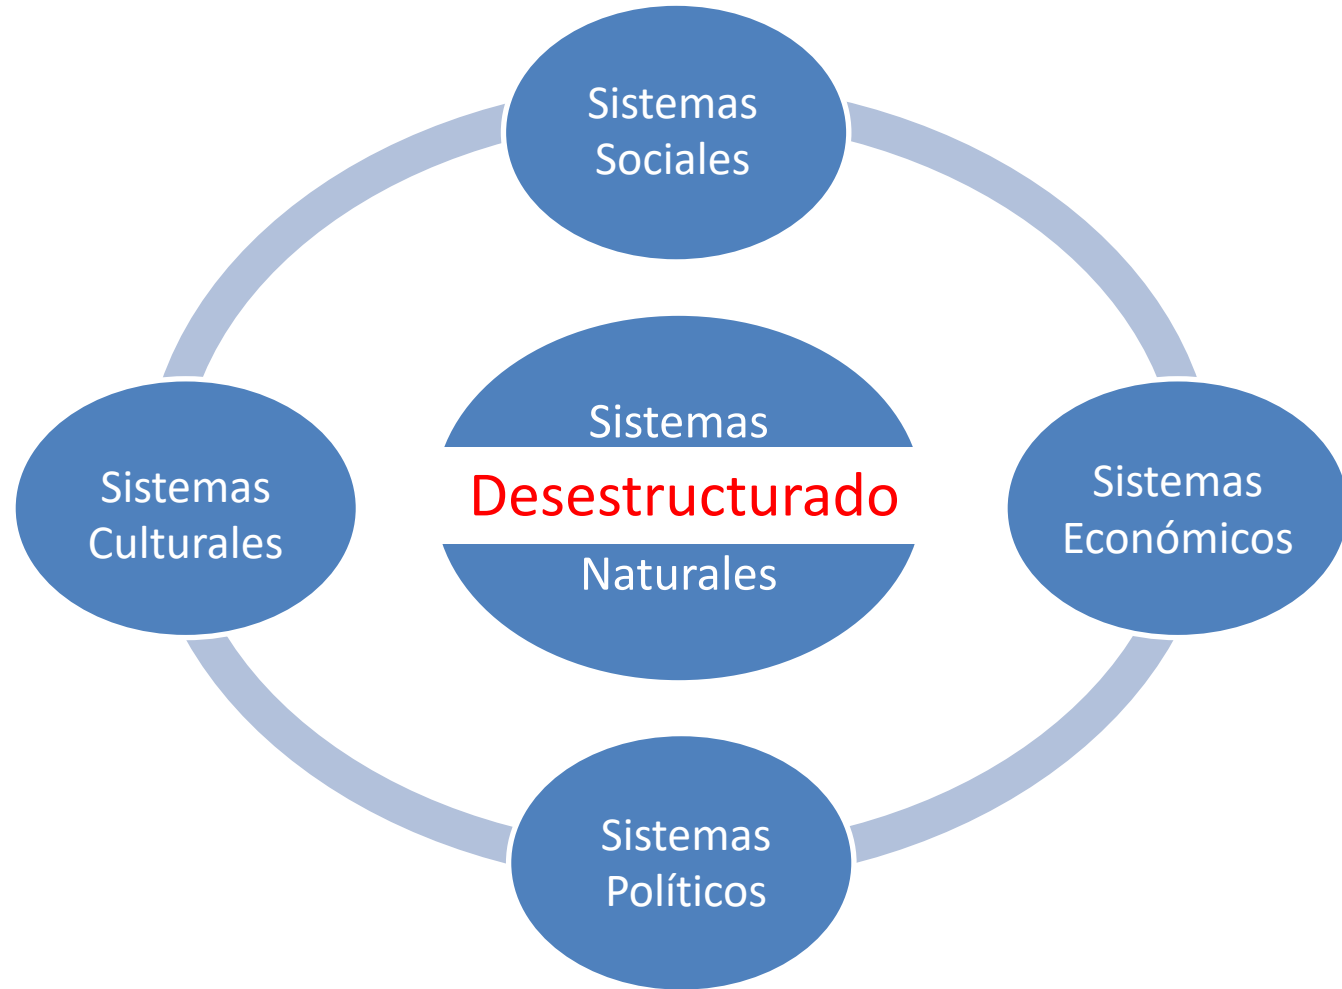 Sistemas
Sociales
Sistemas
Culturales
Sistemas
Desestructurado
Naturales
Sistemas
Económicos
Sistemas
Políticos